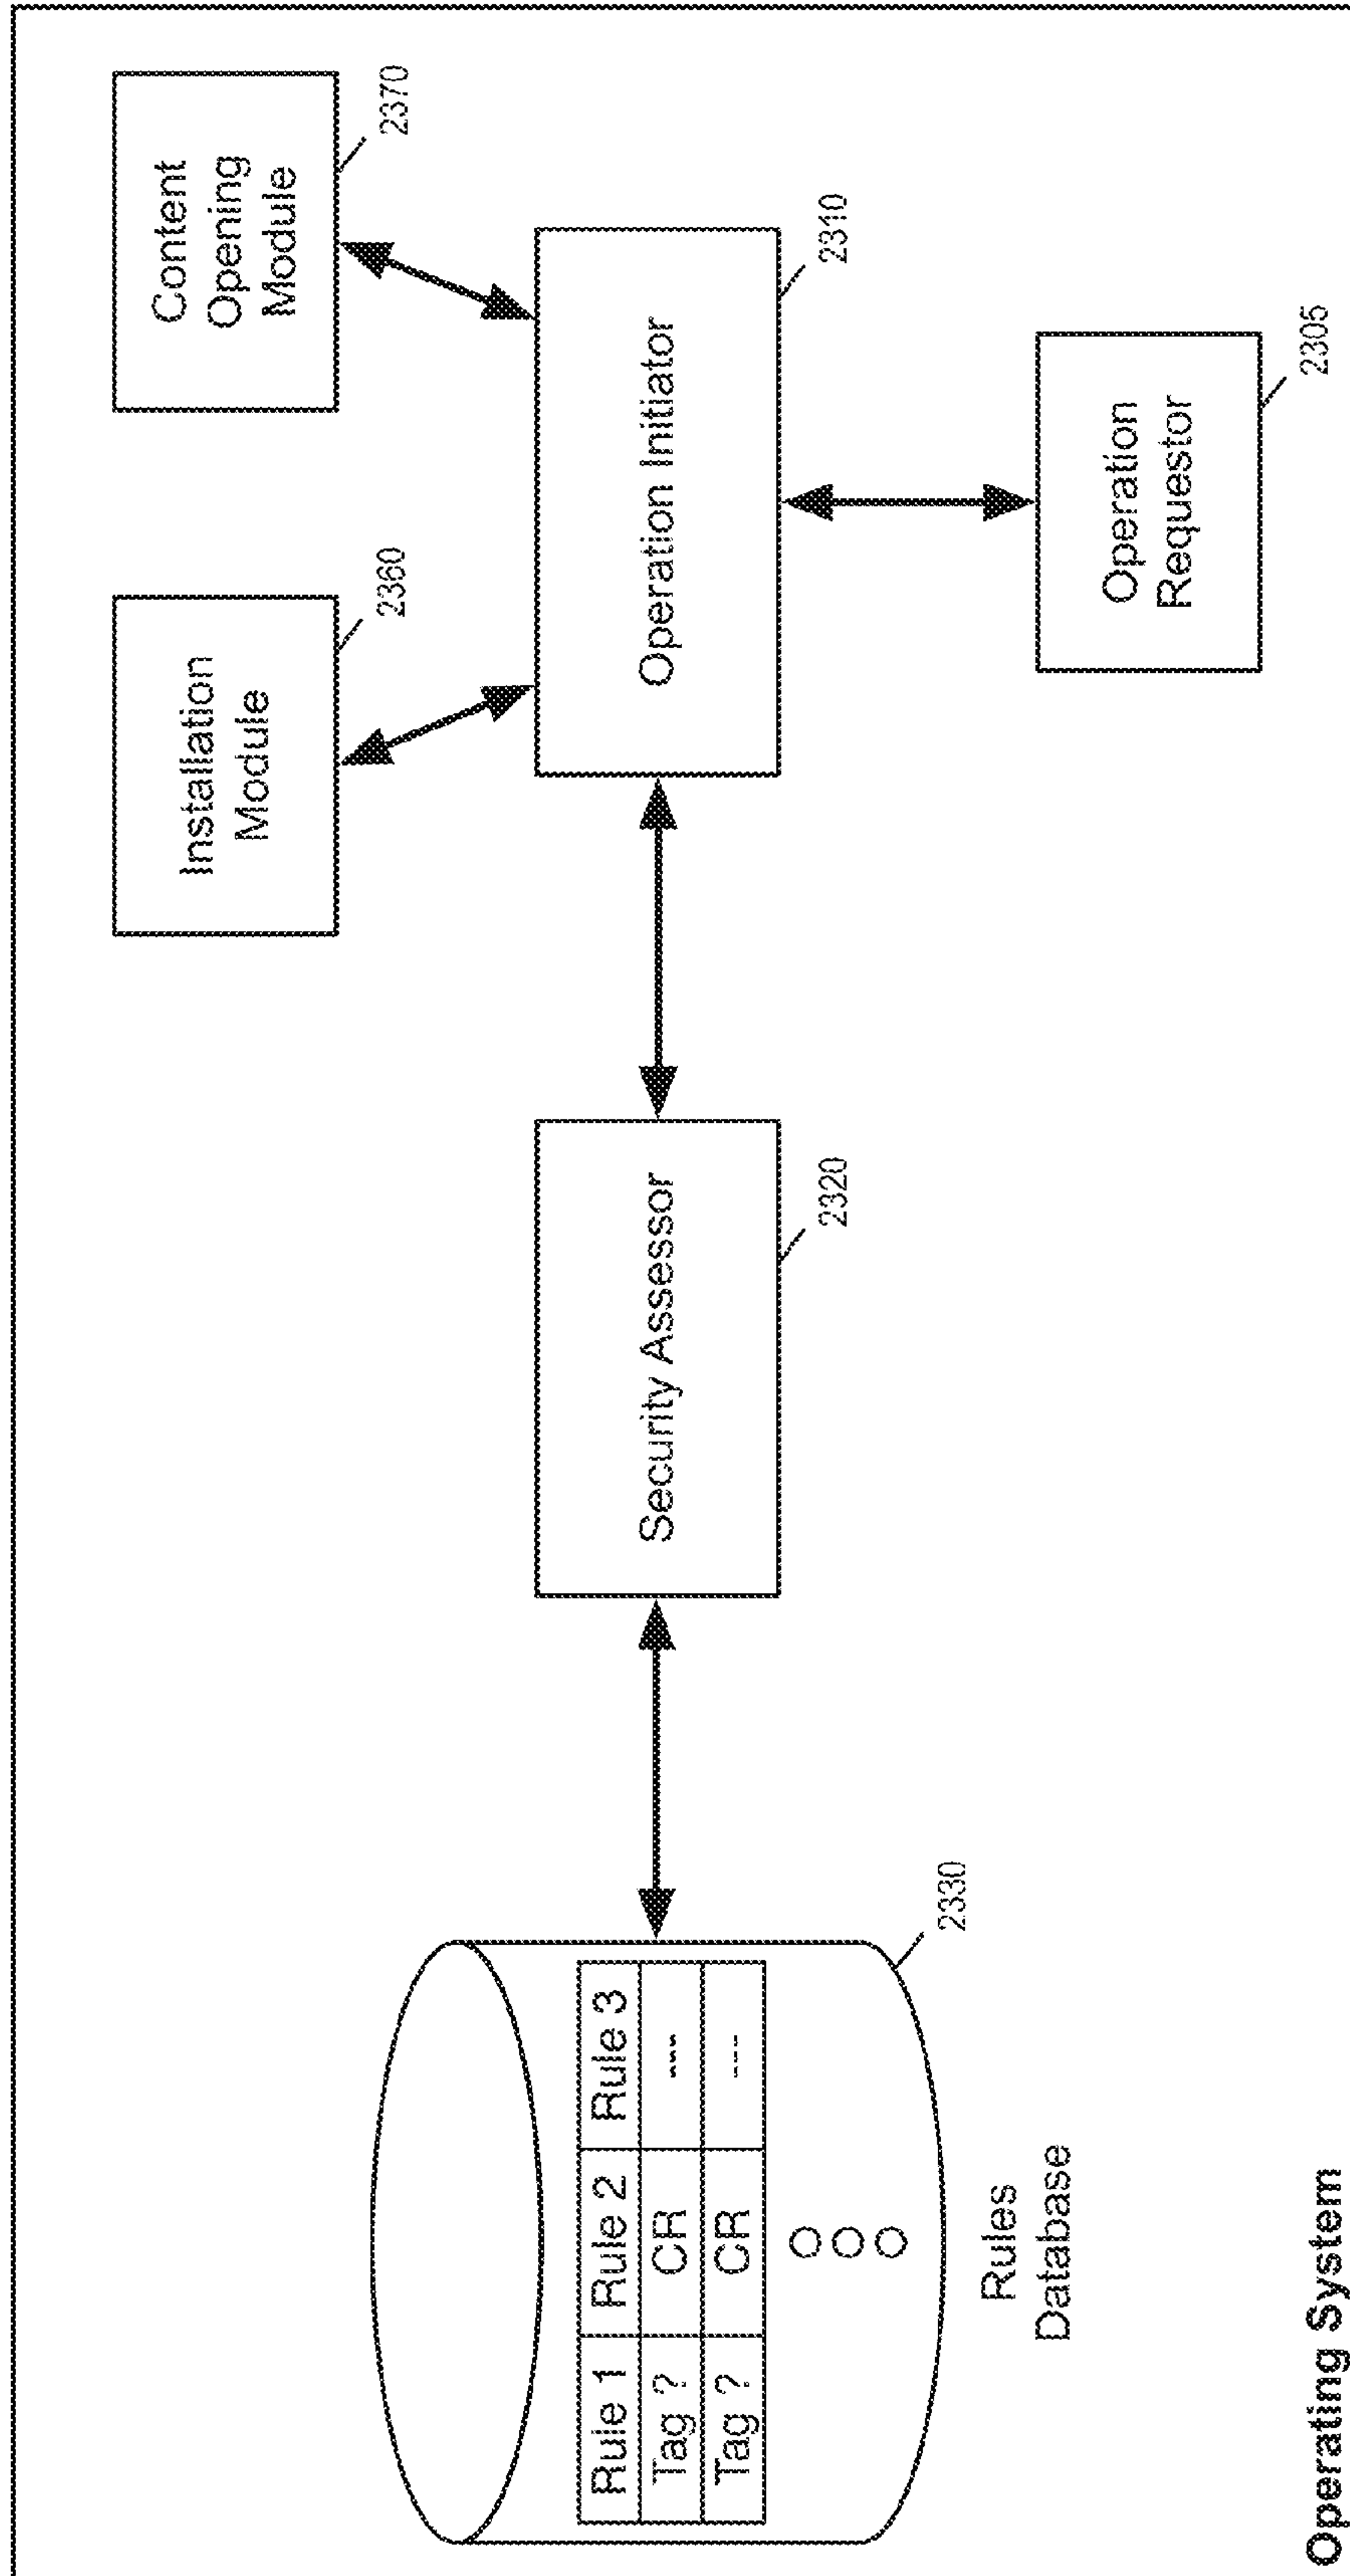 Installation
Module
2360
Content
Opening
Module
2370
Rule 1 Rule 2 Rule 3
Tag ? CR ---
Tag ? CR ---
Rules
Database
2330
Security Assessor
2320
Operation Initiator
2310
Operation
Requestor
2305
Operating System